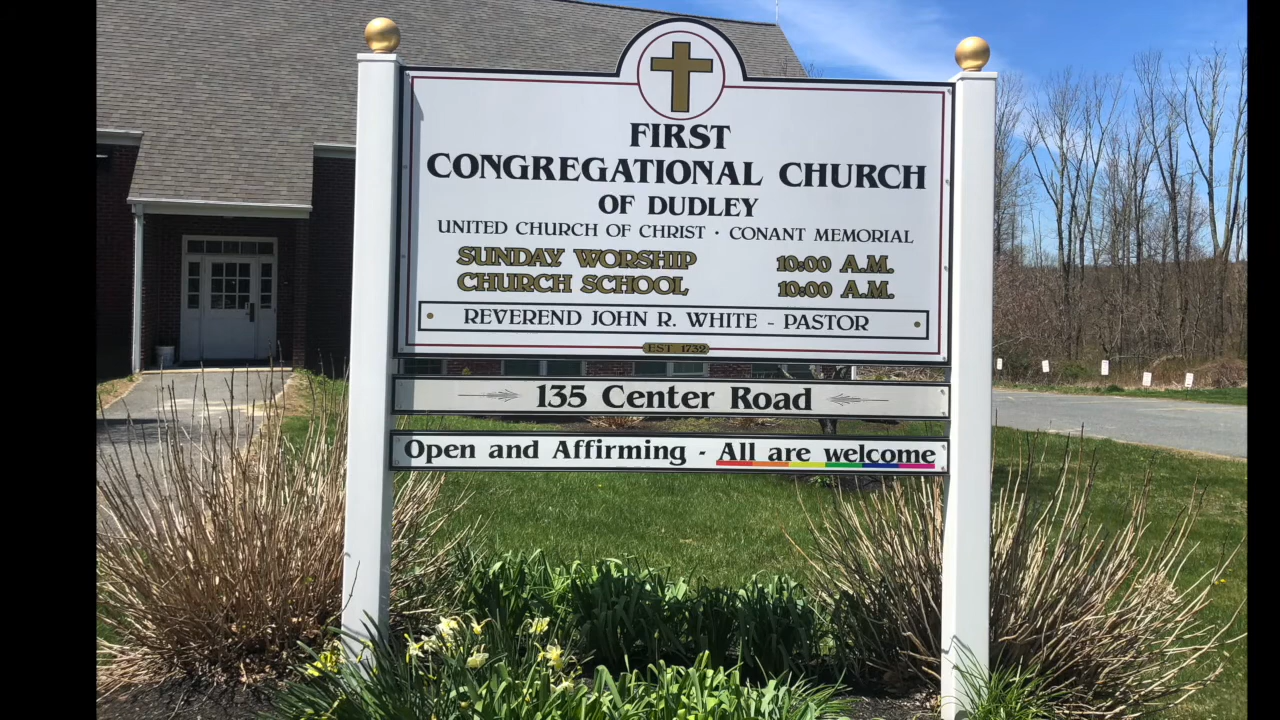 FIRST
CONGREGATIONAL CHURCH
OF DUDLEY
UNITED CHURCH OF CHRIST · CONANT MEMORIAL
SUNDAY WORSHIP 10:00 A.M.
CHURCH SCHOOL 10:00 A.M.
REVEREND JOHN R. WHITE - PASTOR
EST 1732
135 Center Road
Open and Affirming - All are welcome